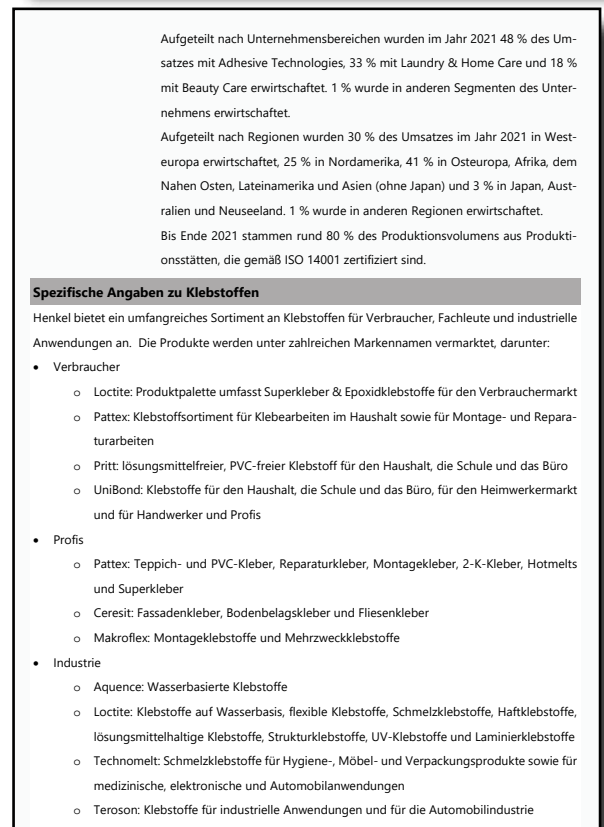 Aufgeteilt nach Unternehmensbereichen wurden im Jahr 2021 48 % des Um-
satzes mit Adhesive Technologies, 33 % mit Laundry & Home Care und 18 %
mit Beauty Care erwirtschaftet. 1 % wurde in anderen Segmenten des Unter-
nehmens erwirtschaftet.
Aufgeteilt nach Regionen wurden 30 % des Umsatzes im Jahr 2021 in West-
europa erwirtschaftet, 25 % in Nordamerika, 41 % in Osteuropa, Afrika, dem
Nahen Osten, Lateinamerika und Asien (ohne Japan) und 3 % in Japan, Aust-
ralien und Neuseeland. 1 % wurde in anderen Regionen erwirtschaftet.
Bis Ende 2021 stammen rund 80 % des Produktionsvolumens aus Produkti-
onsstätten, die gemäß ISO 14001 zertifiziert sind.
Spezifische Angaben zu Klebstoffen
Henkel bietet ein umfangreiches Sortiment an Klebstoffen für Verbraucher, Fachleute und industrielle
Anwendungen an. Die Produkte werden unter zahlreichen Markennamen vermarktet, darunter:
• Verbraucher
o Loctite: Produktpalette umfasst Superkleber & Epoxidklebstoffe für den Verbrauchermarkt
o Pattex: Klebstoffsortiment für Klebearbeiten im Haushalt sowie für Montage- und Repara-
turarbeiten
o Pritt: lösungsmittelfreier, PVC-freier Klebstoff für den Haushalt, die Schule und das Büro
o UniBond: Klebstoffe für den Haushalt, die Schule und das Büro, für den Heimwerkermarkt
und für Handwerker und Profis
• Profis
o Pattex: Teppich- und PVC-Kleber, Reparaturkleber, Montagekleber, 2-K-Kleber, Hotmelts
und Superkleber
o Ceresit: Fassadenkleber, Bodenbelagskleber und Fliesenkleber
o Makroflex: Montageklebstoffe und Mehrzweckklebstoffe
• Industrie
o Aquence: Wasserbasierte Klebstoffe
o Loctite: Klebstoffe auf Wasserbasis, flexible Klebstoffe, Schmelzklebstoffe, Haftklebstoffe,
lösungsmittelhaltige Klebstoffe, Strukturklebstoffe, UV-Klebstoffe und Laminierklebstoffe
o Technomelt: Schmelzklebstoffe für Hygiene-, Möbel- und Verpackungsprodukte sowie für
medizinische, elektronische und Automobilanwendungen
o Teroson: Klebstoffe für industrielle Anwendungen und für die Automobilindustrie